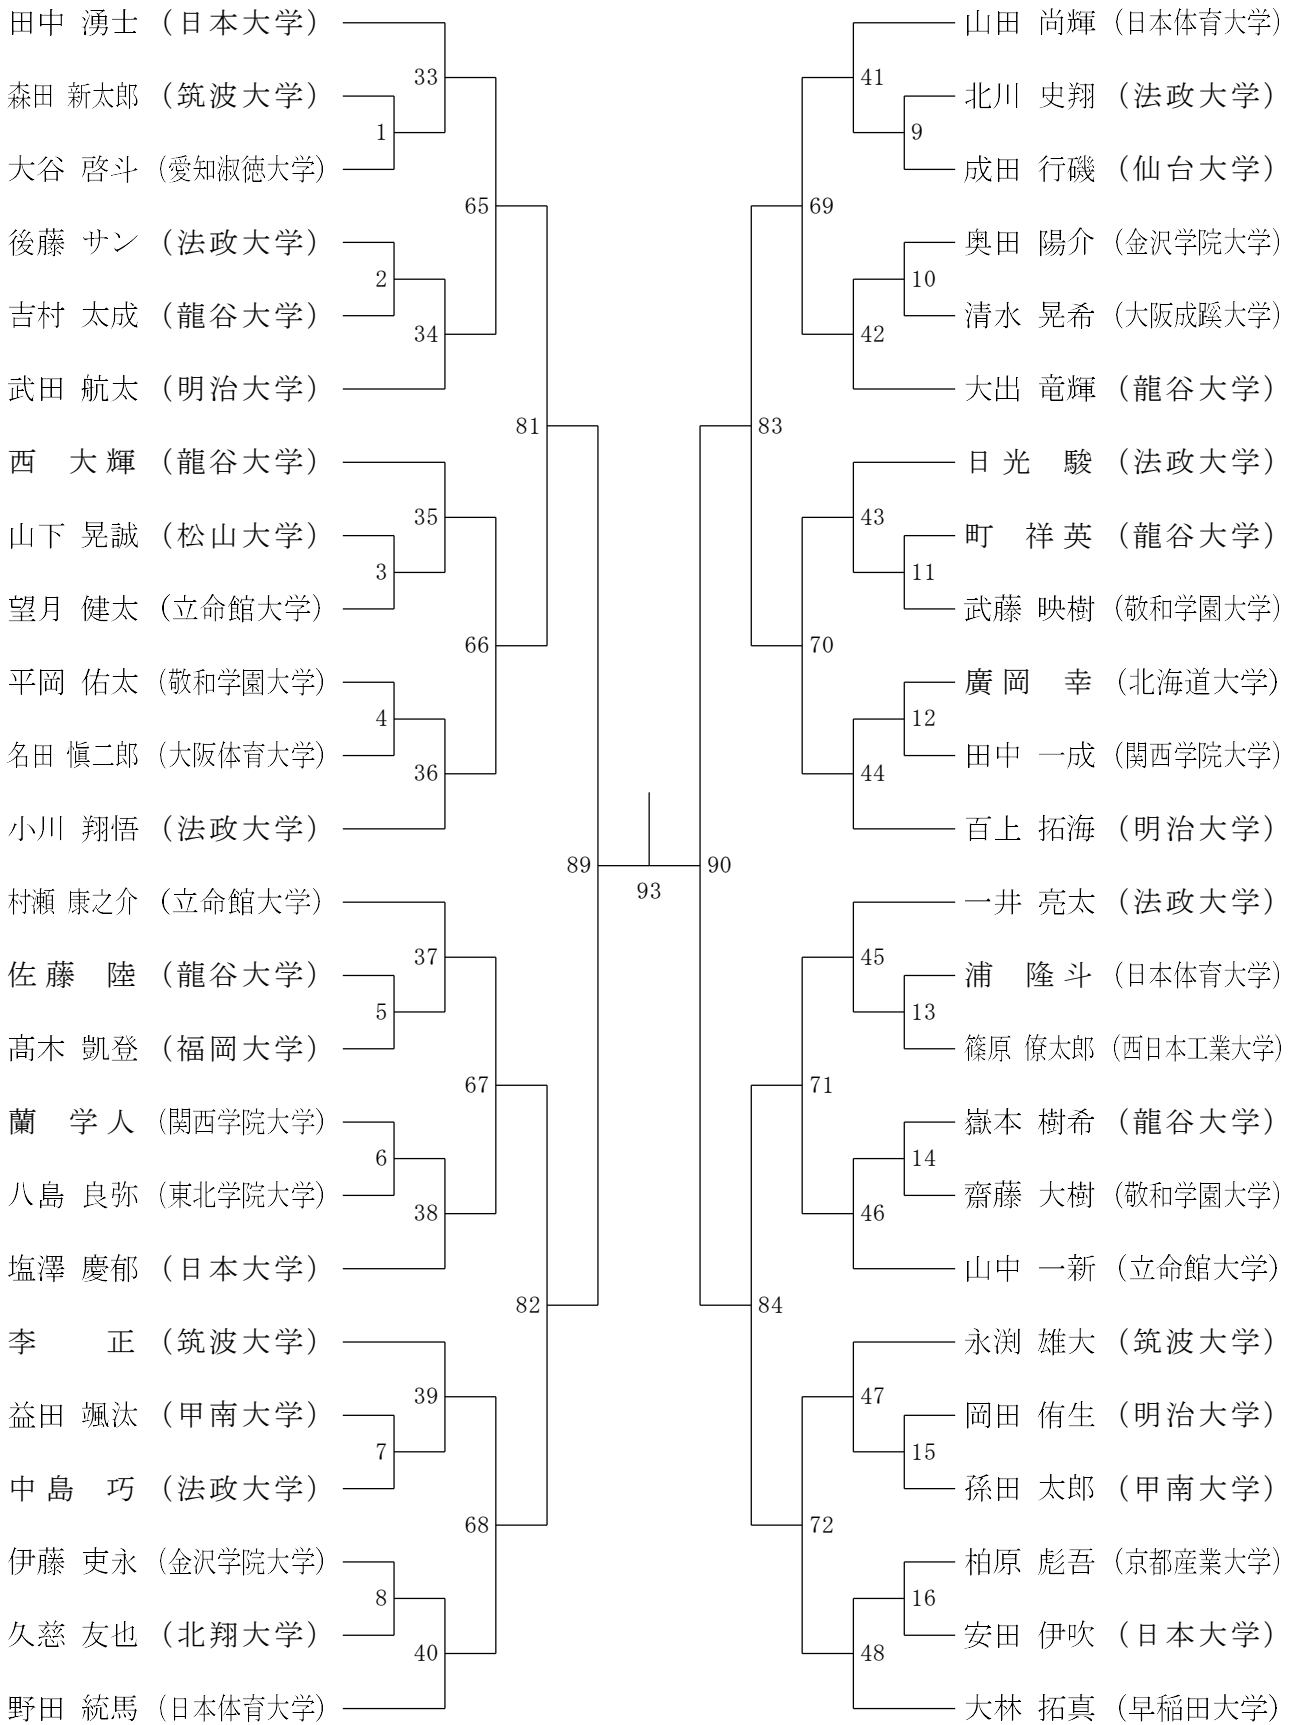 田中 湧士 (日本大学)
33
森田 新太郎 (筑波大学)
1
大谷 啓斗 (愛知淑徳大学)
65
後藤 サン (法政大学)
2
吉村 太成 (龍谷大学)
34
武田 航太 (明治大学)
81
西 大輝 (龍谷大学)
35
山下 晃誠 (松山大学)
3
望月 健太 (立命館大学)
66
平岡 佑太 (敬和学園大学)
4
名田 愼二郎 (大阪体育大学)
36
小川 翔悟 (法政大学)
89
村瀬 康之介 (立命館大学)
37
佐藤 陸 (龍谷大学)
5
髙木 凱登 (福岡大学)
67
蘭 学人 (関西学院大学)
6
八島 良弥 (東北学院大学)
38
塩澤 慶郁 (日本大学)
82
李 正 (筑波大学)
39
益田 颯汰 (甲南大学)
7
中島 巧 (法政大学)
68
伊藤 吏永 (金沢学院大学)
8
久慈 友也 (北翔大学)
40
野田 統馬 (日本体育大学)
93
山田 尚輝 (日本体育大学)
41
北川 史翔 (法政大学)
9
成田 行磯 (仙台大学)
69
奥田 陽介 (金沢学院大学)
10
清水 晃希 (大阪成蹊大学)
42
大出 竜輝 (龍谷大学)
83
日光 駿 (法政大学)
43
町 祥英 (龍谷大学)
11
武藤 映樹 (敬和学園大学)
70
廣岡 幸 (北海道大学)
12
田中 一成 (関西学院大学)
44
百上 拓海 (明治大学)
90
一井 亮太 (法政大学)
45
浦 隆斗 (日本体育大学)
13
篠原 僚太郎 (西日本工業大学)
71
嶽本 樹希 (龍谷大学)
14
齋藤 大樹 (敬和学園大学)
46
山中 一新 (立命館大学)
84
永渕 雄大 (筑波大学)
47
岡田 侑生 (明治大学)
15
孫田 太郎 (甲南大学)
72
柏原 彪吾 (京都産業大学)
16
安田 伊吹 (日本大学)
48
大林 拓真 (早稲田大学)